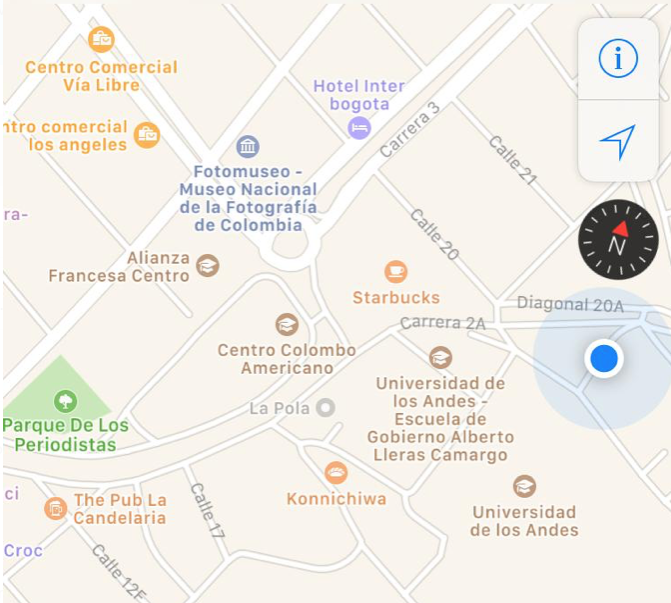 Centro Comercial
Vía Libre
Hotel Inter
bogota
Carrera 3
ntro comercial
los angeles
Calle 21
Fotomuseo -
Museo Nacional
de la Fotografía
de Colombia
ra-
Calle 20
N
Alianza
Francesa Centro
Starbucks
Diagonal 20A
Carrera 2A
Centro Colombo
Americano
Universidad de
los Andes -
Escuela de
Gobierno Alberto
Lleras Camargo
La Pola
Parque De Los
Periodistas
ci
The Pub La
Candelaria
Calle 17
Konnichiwa
Universidad
de los Andes
Croc
Calle 12F